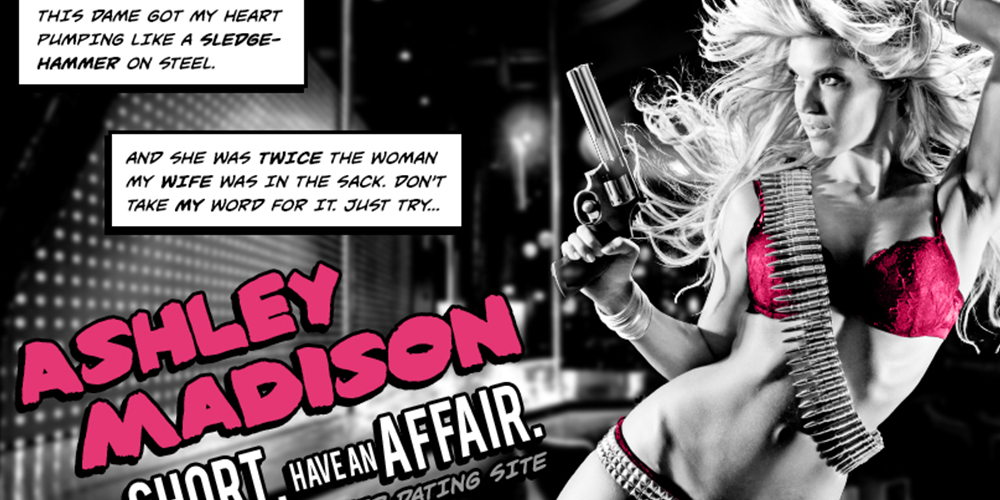 THIS DAME GOT MY HEART
PUMPING LIKE A SLEDGE-
HAMMER ON STEEL.
AND SHE WAS TWICE THE WOMAN
MY WIFE WAS IN THE SACK. DON'T
TAKE MY WORD FOR IT. JUST TRY...
ASHLEY
MADISON
SHORT. HAVE AN AFFAIR.
DATING SITE